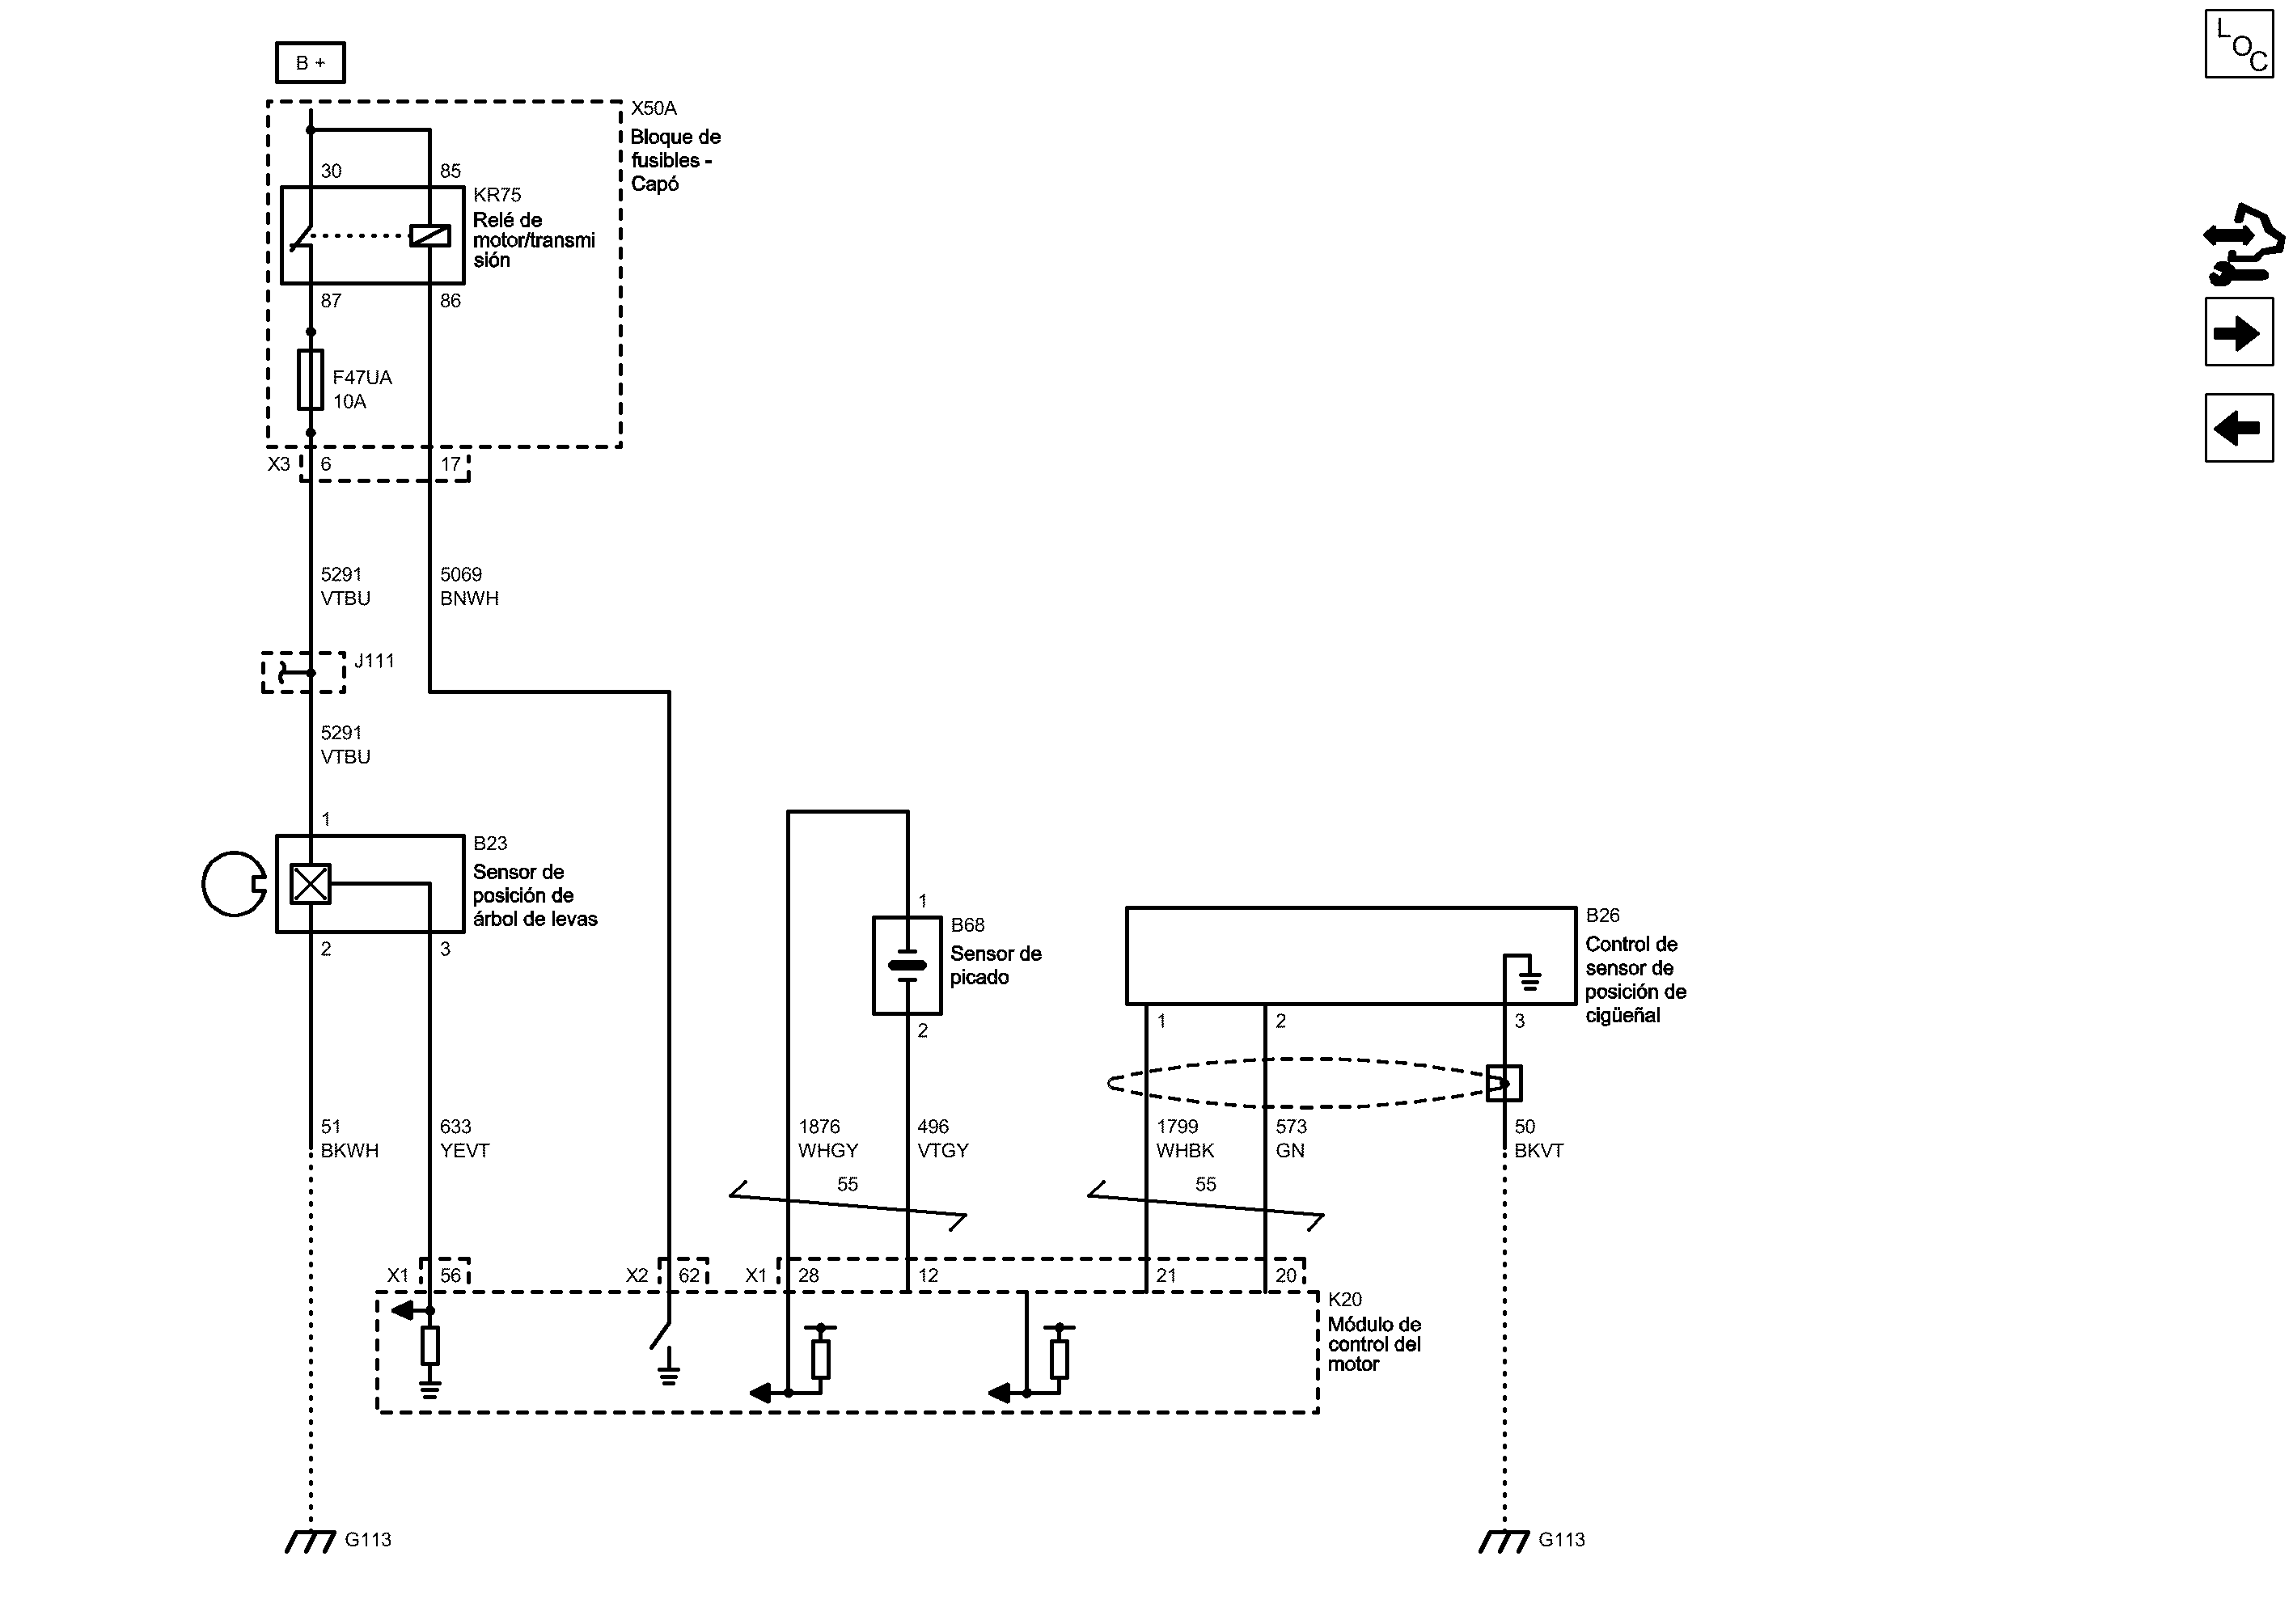 L
O
C
B +
X50A
Bloque de
fusibles -
Capó
30
85
KR75
Relé de
motor/transmi
sión
87
86
F47UA
10A
X3
6
17
5291
VTBU
5069
BNWH
J111
5291
VTBU
1
B23
Sensor de
posición de
árbol de levas
2
3
1
B68
Sensor de
picado
2
B26
Control de
sensor de
posición de
cigüeñal
1
2
3
51
BKWH
633
YEVT
1876
WHGY
496
VTGY
1799
WHBK
573
GN
50
BKVT
55
55
X1
56
X2
62
X1
28
12
21
20
K20
Módulo de
control del
motor
G113
G113